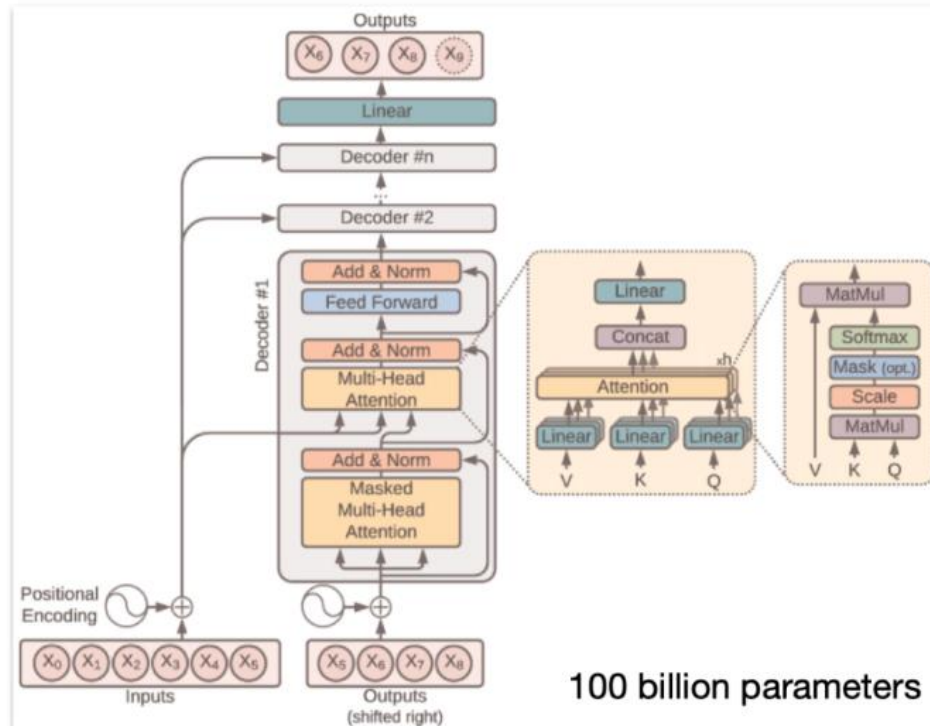 Outputs
X6 X7 X8 X9
Linear
Decoder #n
...
Decoder #2
Decoder #1
Add & Norm
Feed Forward
Add & Norm
Multi-Head
Attention
Add & Norm
Masked
Multi-Head
Attention
Linear
Concat
xh
Attention
Linear Linear Linear
V K Q
MatMul
Softmax
Mask (opt.)
Scale
MatMul
V K Q
Positional
Encoding
X0 X1 X2 X3 X4 X5
Inputs
X5 X6 X7 X8
Outputs
(shifted right)
100 billion parameters